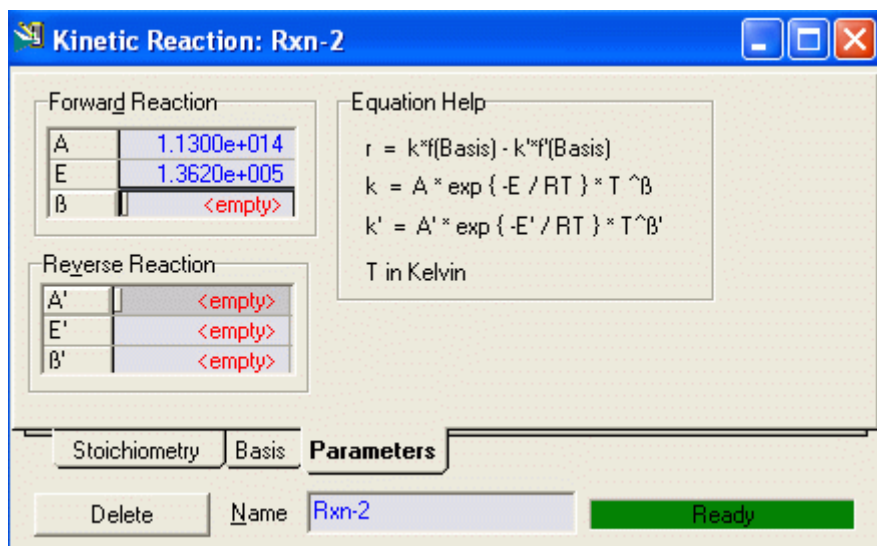 Kinetic Reaction: Rxn-2
Forward Reaction
A 1.1300e+014
E 1.3620e+005
ß <empty>
Reverse Reaction
A' <empty>
E' <empty>
ß' <empty>
Equation Help
r = k*f(Basis) - k'*f'(Basis)
k = A * exp { -E / RT } * T ^ß
k' = A' * exp { -E' / RT } * T^ß'
T in Kelvin
Stoichiometry Basis Parameters
Delete Name Rxn-2 Ready